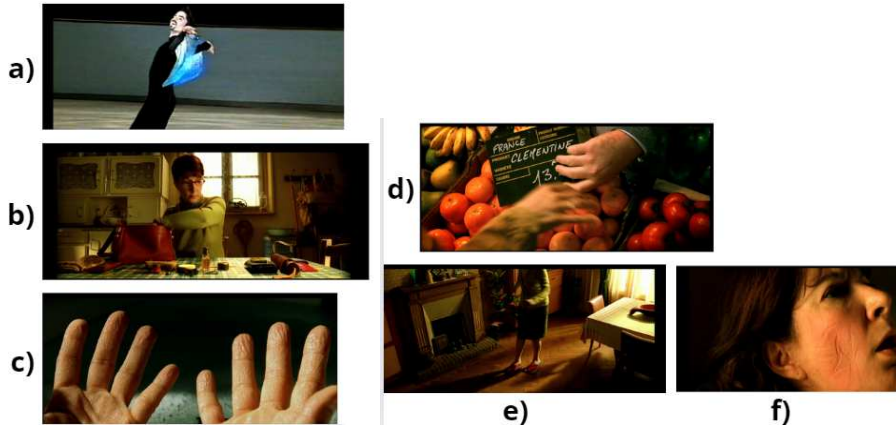 a)
b)
c)
d)
FRANCE
CLEMENTINE
13.
e)
f)